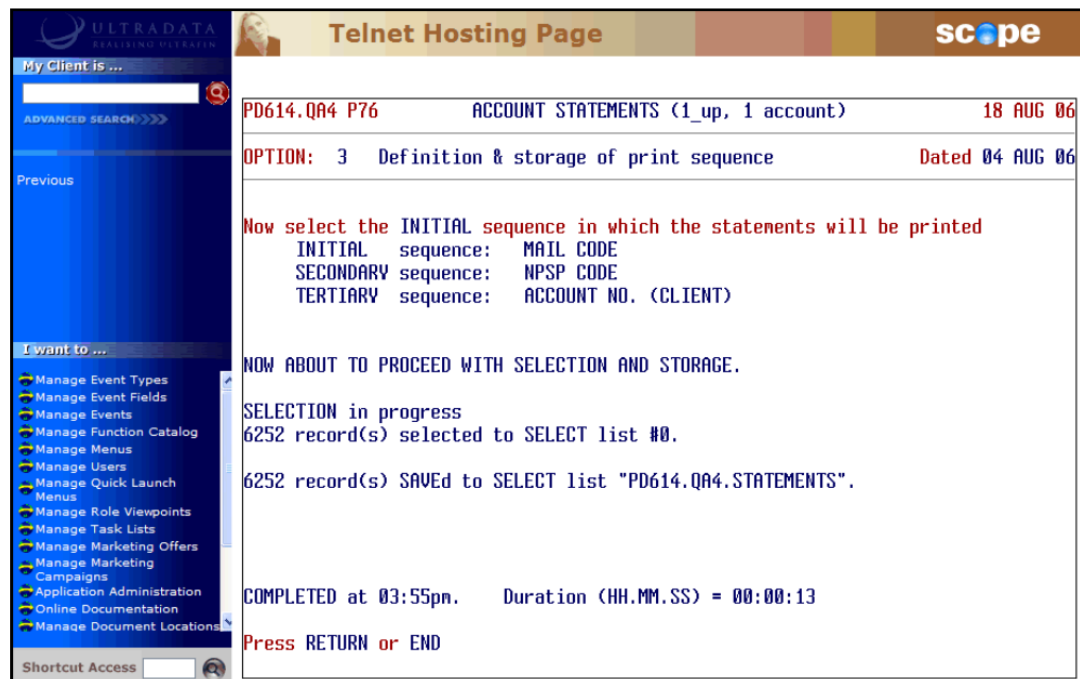 ULTRADATA
REALISING ULTRAFIN
Telnet Hosting Page
scope
My Client is ...
ADVANCED SEARCH
Previous
I want to ...
Manage Event Types
Manage Event Fields
Manage Events
Manage Function Catalog
Manage Menus
Manage Users
Manage Quick Launch
Menus
Manage Role Viewpoints
Manage Task Lists
Manage Marketing Offers
Manage Marketing
Campaigns
Application Administration
Online Documentation
Manage Document Locations
Shortcut Access
PD614.QA4 P76 ACCOUNT STATEMENTS (1_up, 1 account) 18 AUG 06
OPTION: 3 Definition & storage of print sequence Dated 04 AUG 06
Now select the INITIAL sequence in which the statements will be printed
INITIAL sequence: MAIL CODE
SECONDARY sequence: NPSP CODE
TERTIARY sequence: ACCOUNT NO. (CLIENT)
NOW ABOUT TO PROCEED WITH SELECTION AND STORAGE.
SELECTION in progress
6252 record(s) selected to SELECT list #0.
6252 record(s) SAVEd to SELECT list "PD614.QA4.STATEMENTS".
COMPLETED at 03:55pm. Duration (HH.MM.SS) = 00:00:13
Press RETURN or END